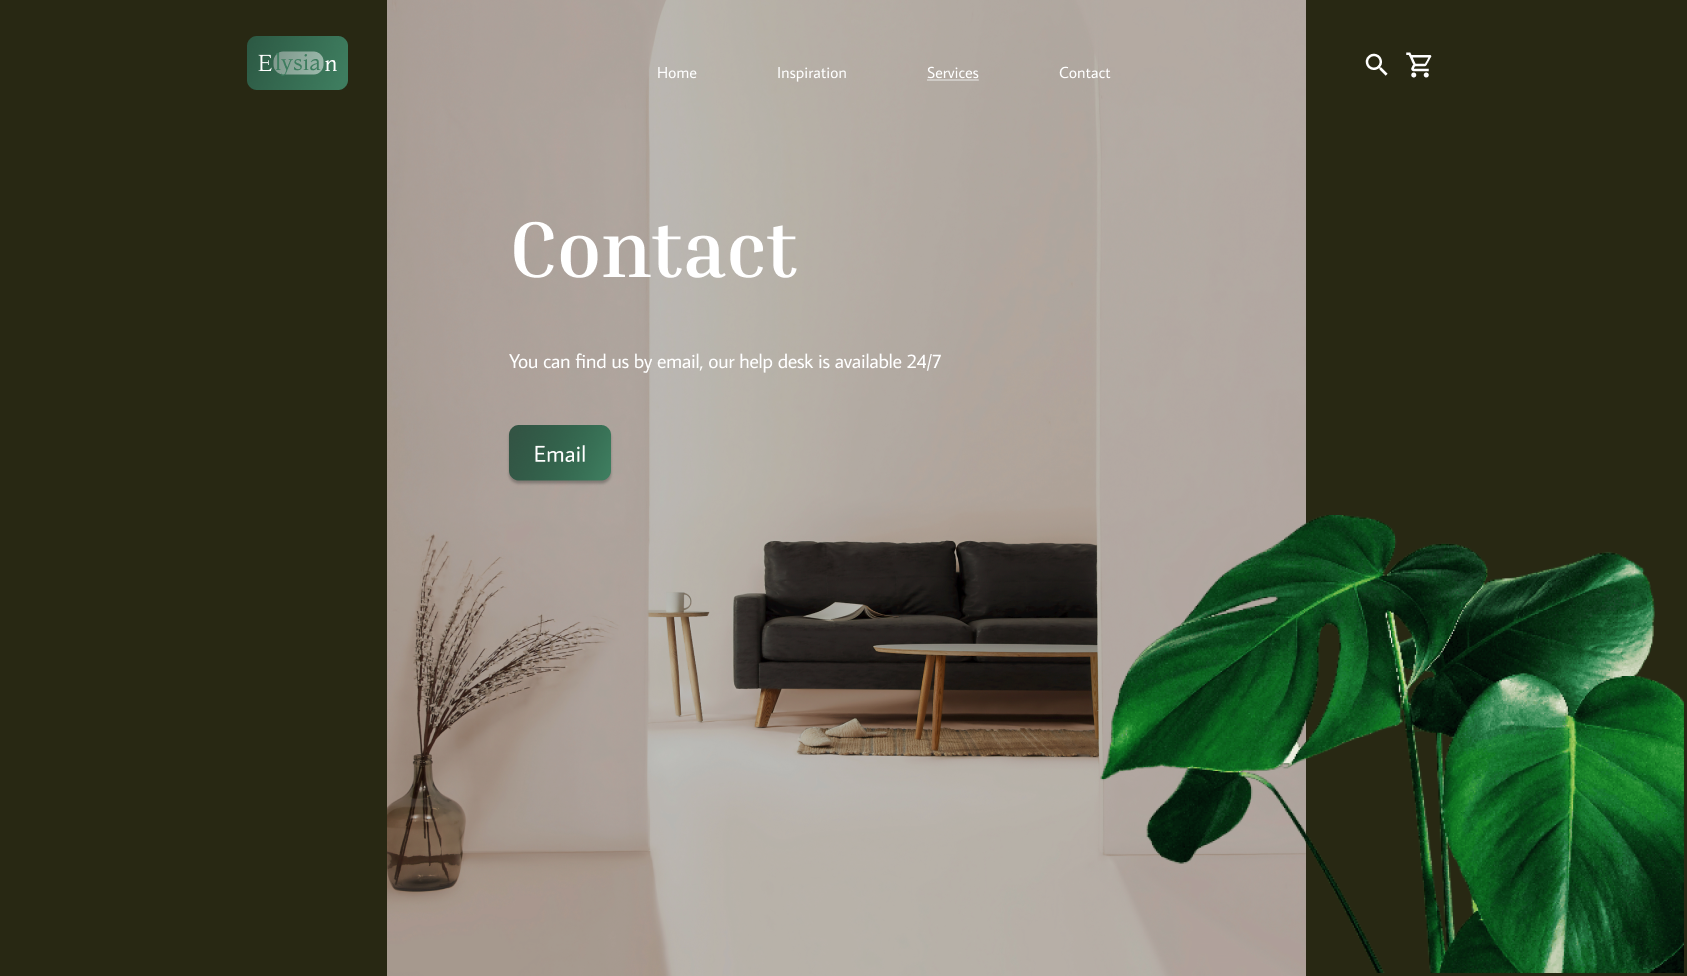 Elysian
Home Inspiration Services Contact
Contact
You can find us by email, our help desk is available 24/7
Email